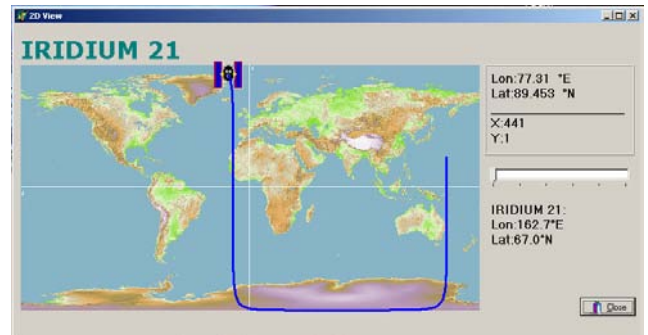 2D View
IRIDIUM 21
Lon:77.31 °E
Lat:89.453 °N
X:441
Y:1
IRIDIUM 21:
Lon:162.7°E
Lat:67.0°N
Close